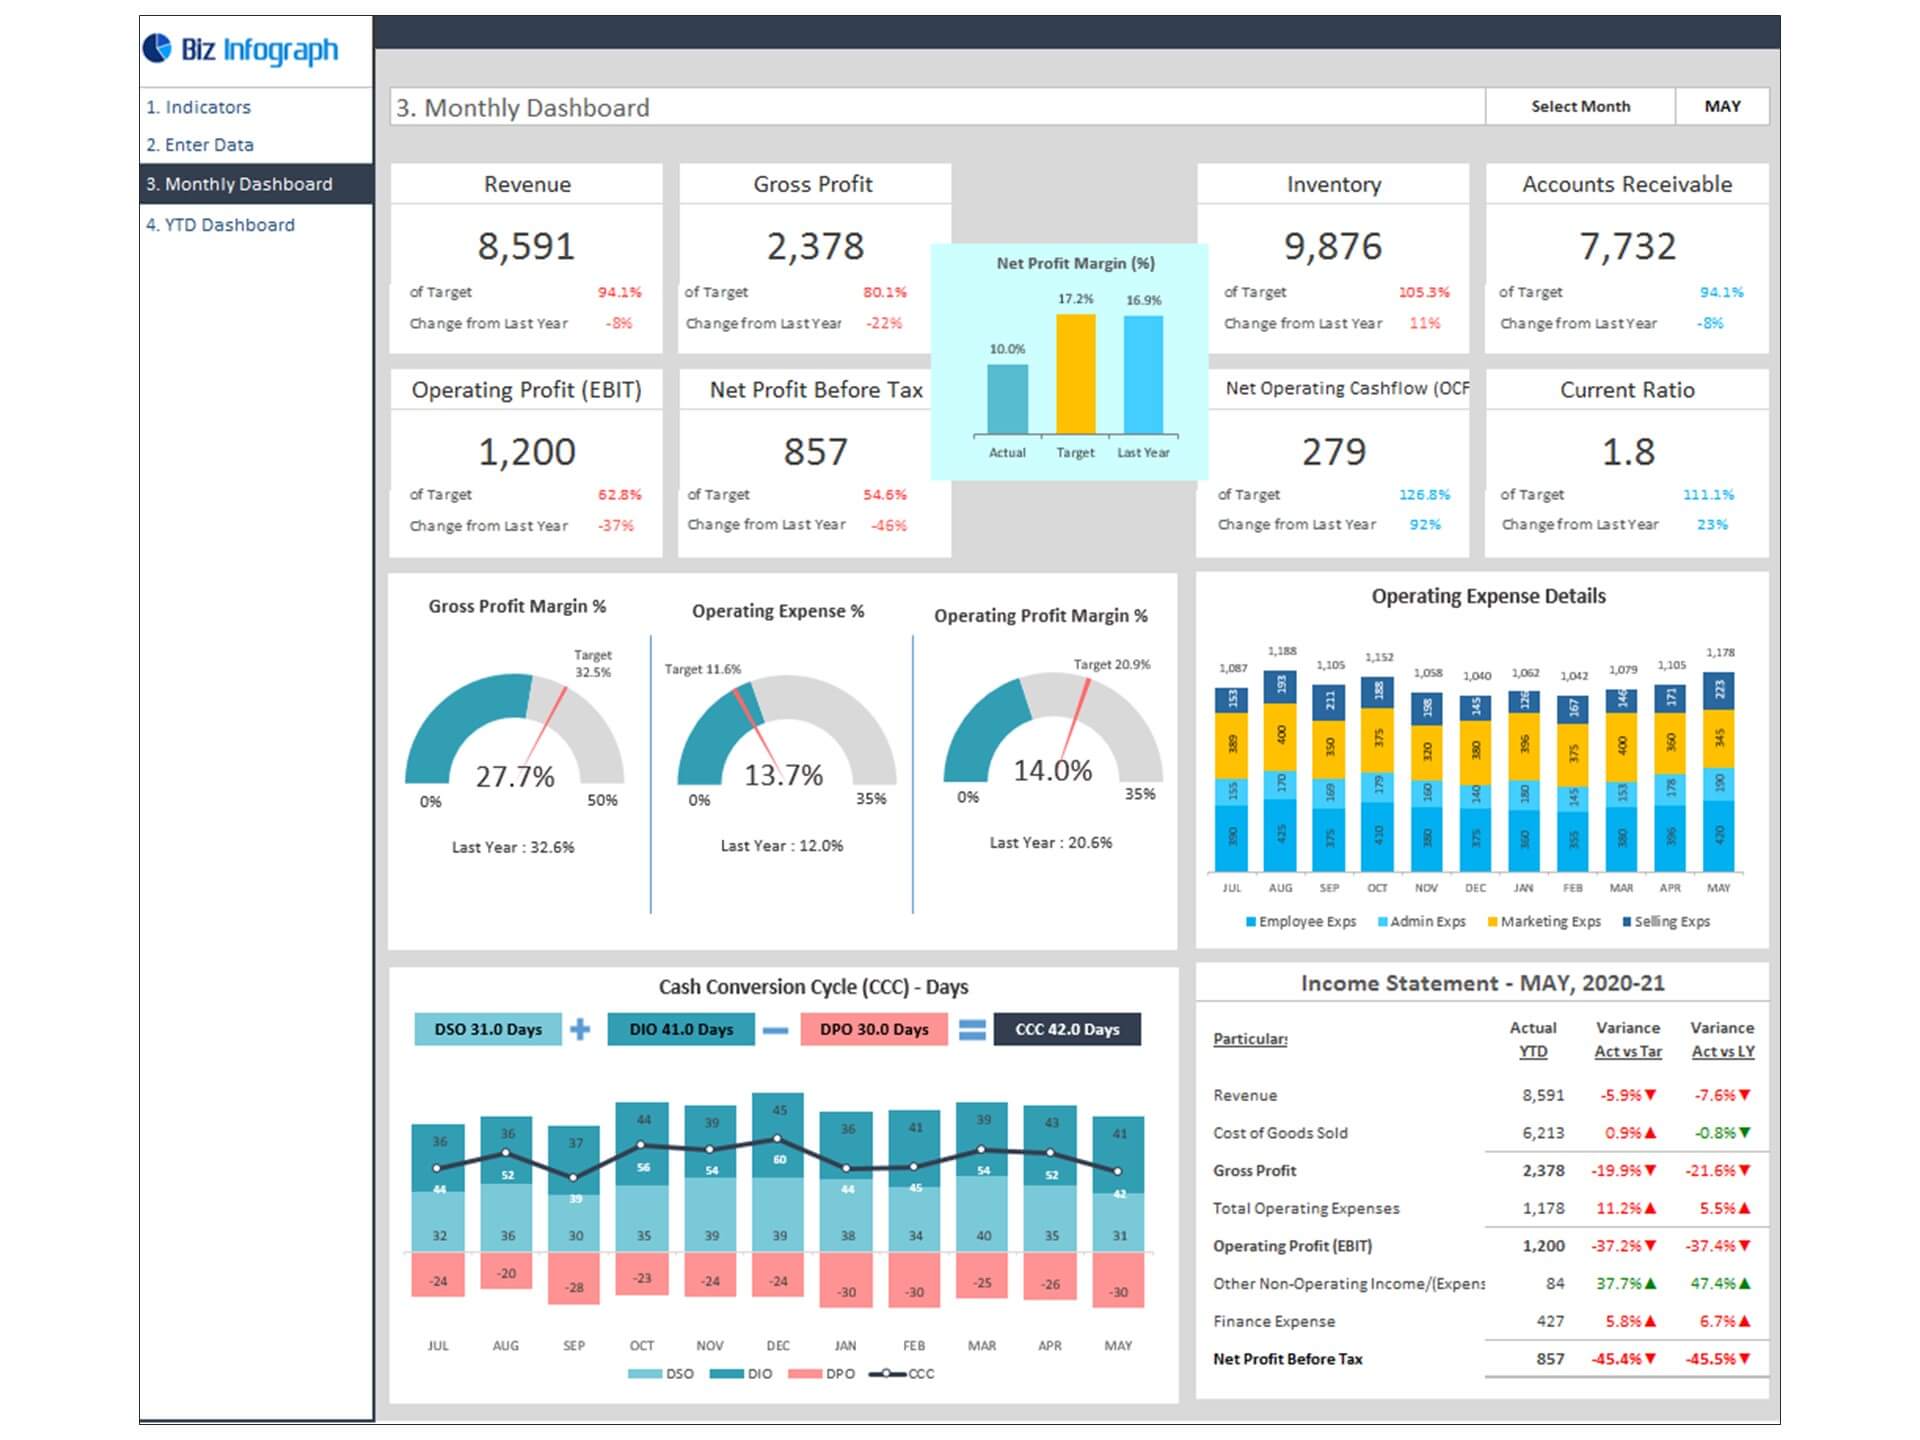 Biz Infograph
1. Indicators
2. Enter Data
3. Monthly Dashboard
4. YTD Dashboard
3. Monthly Dashboard
Select Month
MAY
Revenue
8,591
of Target 94.1%
Change from Last Year -8%
Gross Profit
2,378
of Target 80.1%
Change from Last Year -22%
Net Profit Margin (%)
17.2%
16.9%
10.0%
Actual Target Last Year
Inventory
9,876
of Target 105.3%
Change from Last Year 11%
Accounts Receivable
7,732
of Target 94.1%
Change from Last Year -8%
Operating Profit (EBIT)
1,200
of Target 62.8%
Change from Last Year -37%
Net Profit Before Tax
857
of Target 54.6%
Change from Last Year -46%
Net Operating Cashflow (OCF
279
of Target 126.8%
Change from Last Year 92%
Current Ratio
1.8
of Target 111.1%
Change from Last Year 23%
Gross Profit Margin %
Target
32.5%
27.7%
0% 50%
Last Year : 32.6%
Operating Expense %
Target 11.6%
13.7%
0% 35%
Last Year : 12.0%
Operating Profit Margin %
Target 20.9%
14.0%
0% 35%
Last Year : 20.6%
Operating Expense Details
1,087 1,188 1,105 1,152 1,058 1,040 1,062 1,042 1,079 1,105 1,178
153 193 211 188 198 145 126 167 146 171 223
389 400 350 375 320 380 396 375 400 360 345
155 170 169 179 160 140 180 145 153 178 190
390 425 375 410 380 375 360 355 380 396 420
JUL AUG SEP OCT NOV DEC JAN FEB MAR APR MAY
Employee Exps Admin Exps Marketing Exps Selling Exps
Cash Conversion Cycle (CCC) - Days
DSO 31.0 Days + DIO 41.0 Days − DPO 30.0 Days = CCC 42.0 Days
36 36 37 44 39 45 36 41 39 43 41
44 52 39 56 54 60 44 45 54 52 42
32 36 30 35 39 39 38 34 40 35 31
-24 -20 -28 -23 -24 -24 -30 -30 -25 -26 -30
JUL AUG SEP OCT NOV DEC JAN FEB MAR APR MAY
DSO DIO DPO CCC
Income Statement - MAY, 2020-21
Particulars Actual YTD Variance Act vs Tar Variance Act vs LY
Revenue 8,591 -5.9%▼ -7.6%▼
Cost of Goods Sold 6,213 0.9%▲ -0.8%▼
Gross Profit 2,378 -19.9%▼ -21.6%▼
Total Operating Expenses 1,178 11.2%▲ 5.5%▲
Operating Profit (EBIT) 1,200 -37.2%▼ -37.4%▼
Other Non-Operating Income/(Expens 84 37.7%▲ 47.4%▲
Finance Expense 427 5.8%▲ 6.7%▲
Net Profit Before Tax 857 -45.4%▼ -45.5%▼